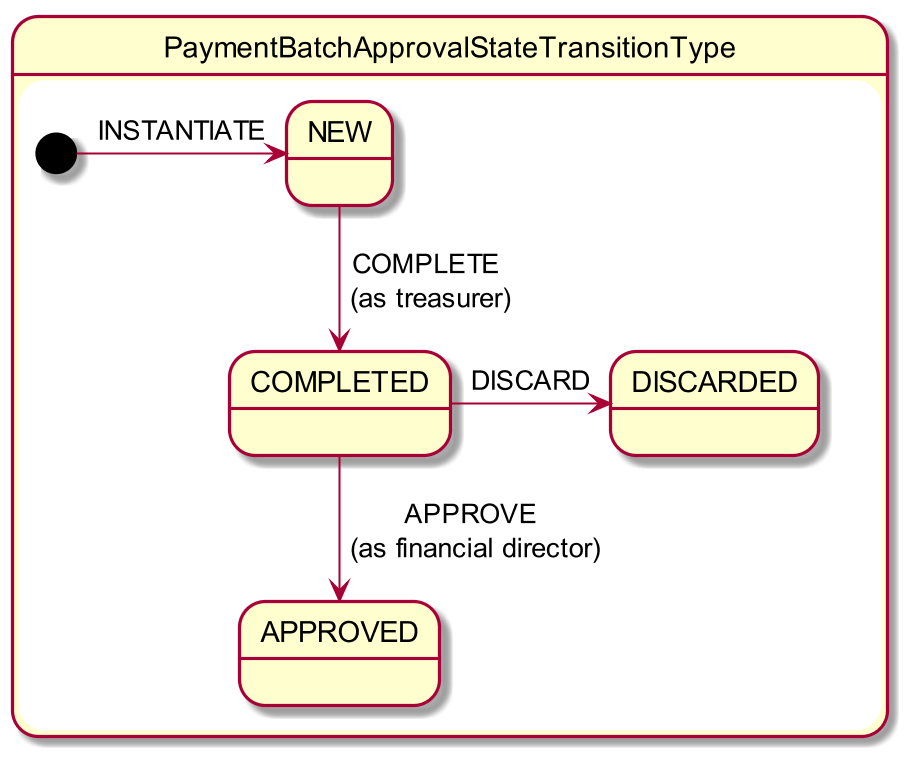 PaymentBatchApprovalStateTransitionType
INSTANTIATE
NEW
COMPLETE
(as treasurer)
COMPLETED
DISCARD
DISCARDED
APPROVE
(as financial director)
APPROVED